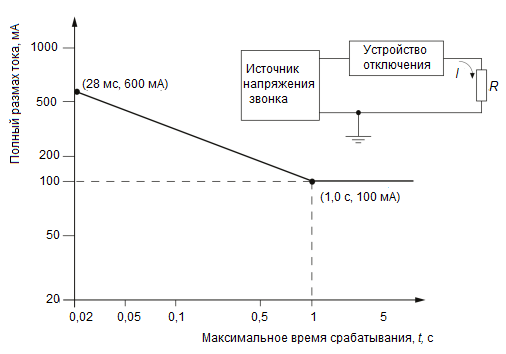 Полный размах тока, мА
1000
500
200
100
50
20
(28 мс, 600 мА)
(1,0 с, 100 мА)
Источник
напряжения
звонка
Устройство
отключения
I
R
0,02
0,05
0,1
0,5
1
5
Максимальное время срабатывания, t, с